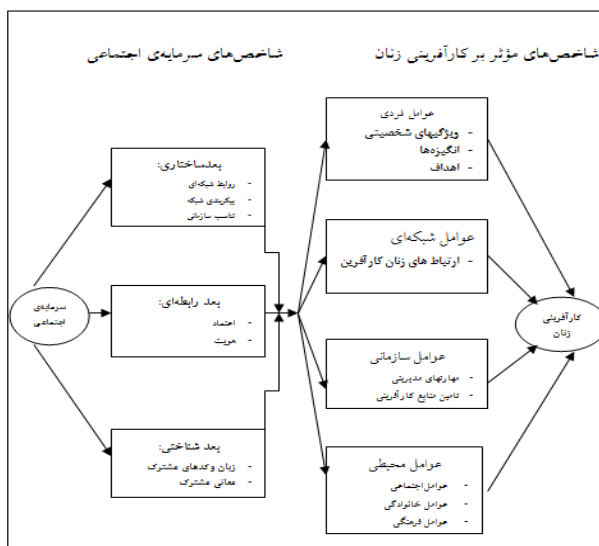 شاخص‌های مؤثر بر کارآفرینی زنان
شاخص‌های سرمایه‌ی اجتماعی
عوامل فردی
- ویژگیهای شخصیتی
- انگیزه‌ها
- اهداف
عوامل شبکه‌ای
- ارتباط های زنان کارآفرین
عوامل سازمانی
- مهارتهای مدیریتی
- تامین منابع کارآفرینی
عوامل محیطی
- عوامل‌اجتماعی
- عوامل خانوادگی
- عوامل فرهنگی
کارآفرینی
زنان
بعدساختاری:
- روابط شبکه‌ای
- پیکربندی شبکه
- تناسب سازمانی
بعد رابطه‌ای:
- اعتماد
- هویت
بعد شناختی:
- زبان وکدهای مشترک
- معانی مشترک
سرمایه‌ی
اجتماعی